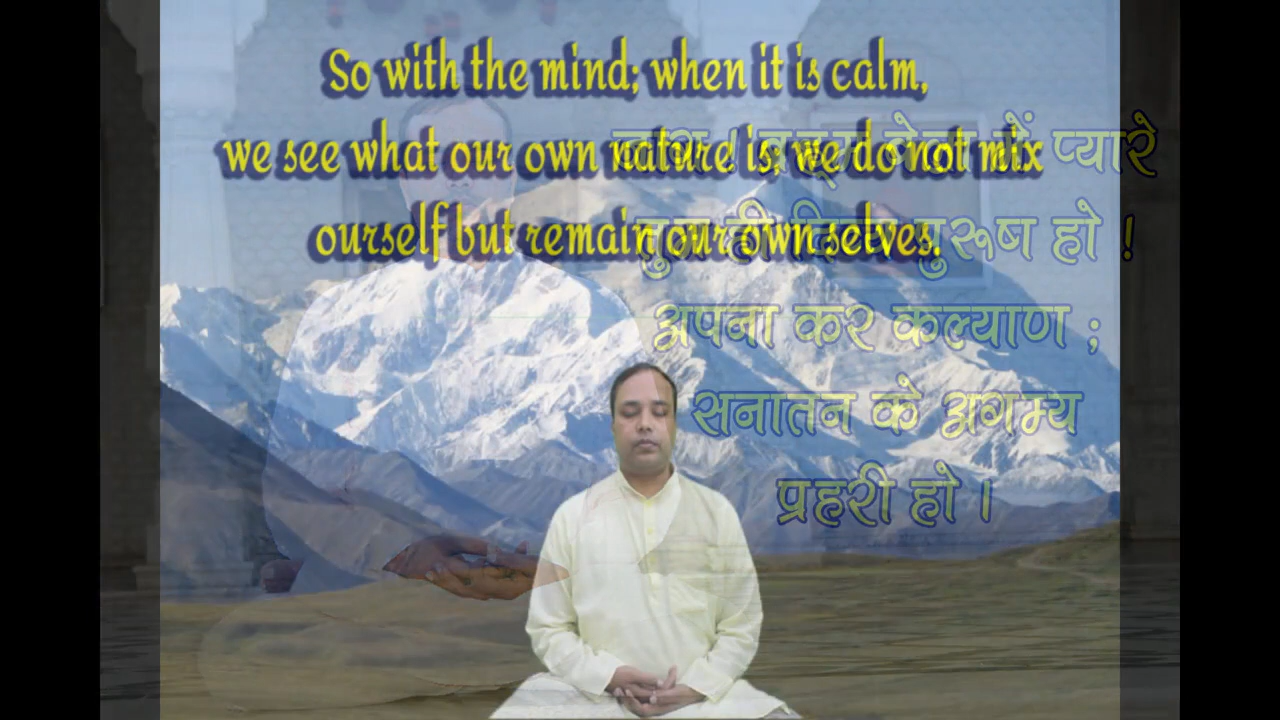 So with the mind; when it is calm,
we see what our own nature is; we do not mix
ourself but remain our own selves.
में प्यारे
तुम ही दिव्य पुरुष हो !
अपना कर कल्याण ;
सनातन के अगम्य
प्रहरी हो ।